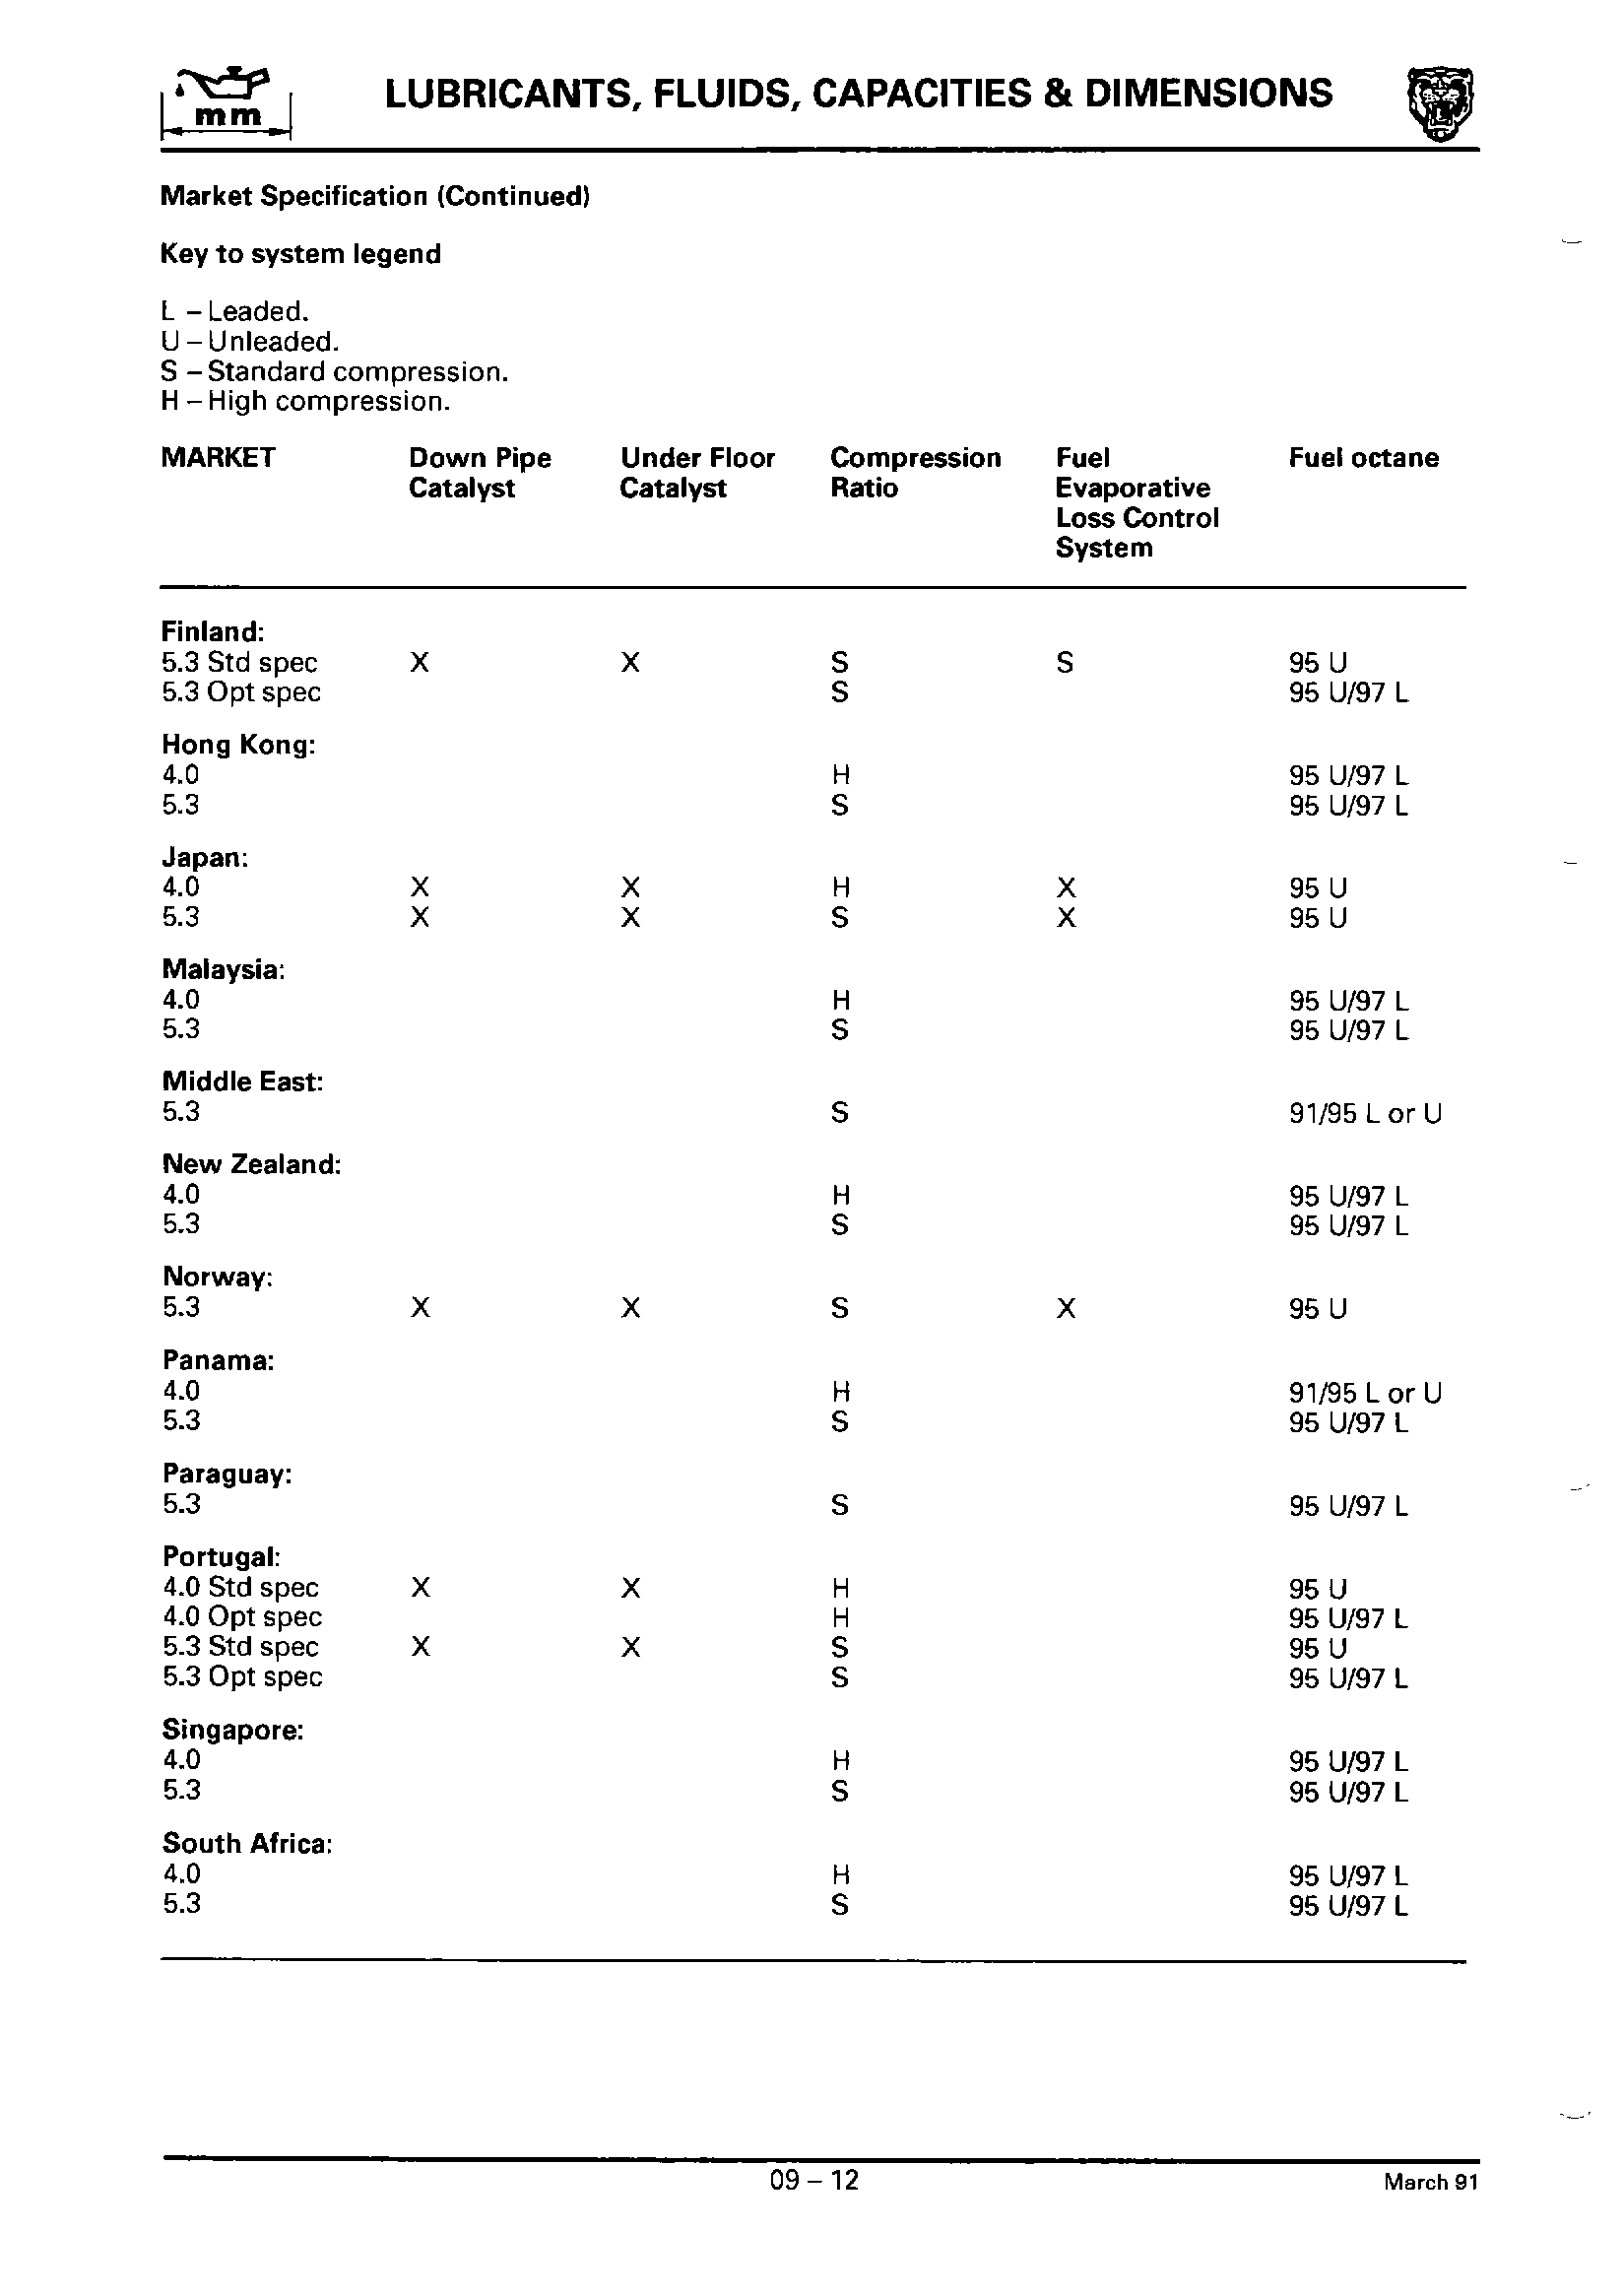 mm
LUBRICANTS, FLUIDS, CAPACITIES & DIMENSIONS
Market Specification (Continued)
Key to system legend
L – Leaded.
U – Unleaded.
S – Standard compression.
H – High compression.
MARKET Down Pipe Under Floor Compression Fuel Fuel octane
Catalyst Catalyst Ratio Evaporative
Loss Control
System
Finland:
5.3 Std spec X X S S 95 U
5.3 Opt spec S 95 U/97 L
Hong Kong:
4.0 H 95 U/97 L
5.3 S 95 U/97 L
Japan:
4.0 X X H X 95 U
5.3 X X S X 95 U
Malaysia:
4.0 H 95 U/97 L
5.3 S 95 U/97 L
Middle East:
5.3 S 91/95 L or U
New Zealand:
4.0 H 95 U/97 L
5.3 S 95 U/97 L
Norway:
5.3 X X S X 95 U
Panama:
4.0 H 91/95 L or U
5.3 S 95 U/97 L
Paraguay:
5.3 S 95 U/97 L
Portugal:
4.0 Std spec X X H 95 U
4.0 Opt spec H 95 U/97 L
5.3 Std spec X X S 95 U
5.3 Opt spec S 95 U/97 L
Singapore:
4.0 H 95 U/97 L
5.3 S 95 U/97 L
South Africa:
4.0 H 95 U/97 L
5.3 S 95 U/97 L
09 – 12
March 91